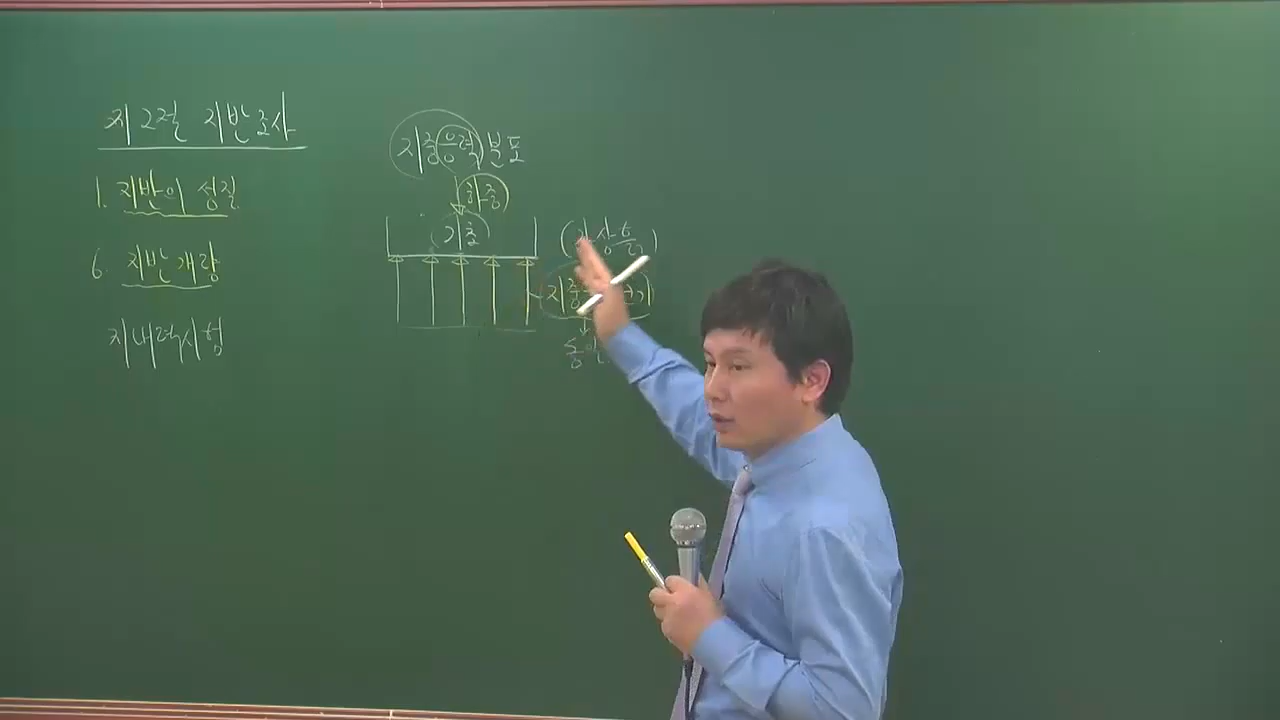 제2절 지반조사
1. 지반의 성질
6. 지반개량
지내력시험
지중응력분포
하중
(기초)